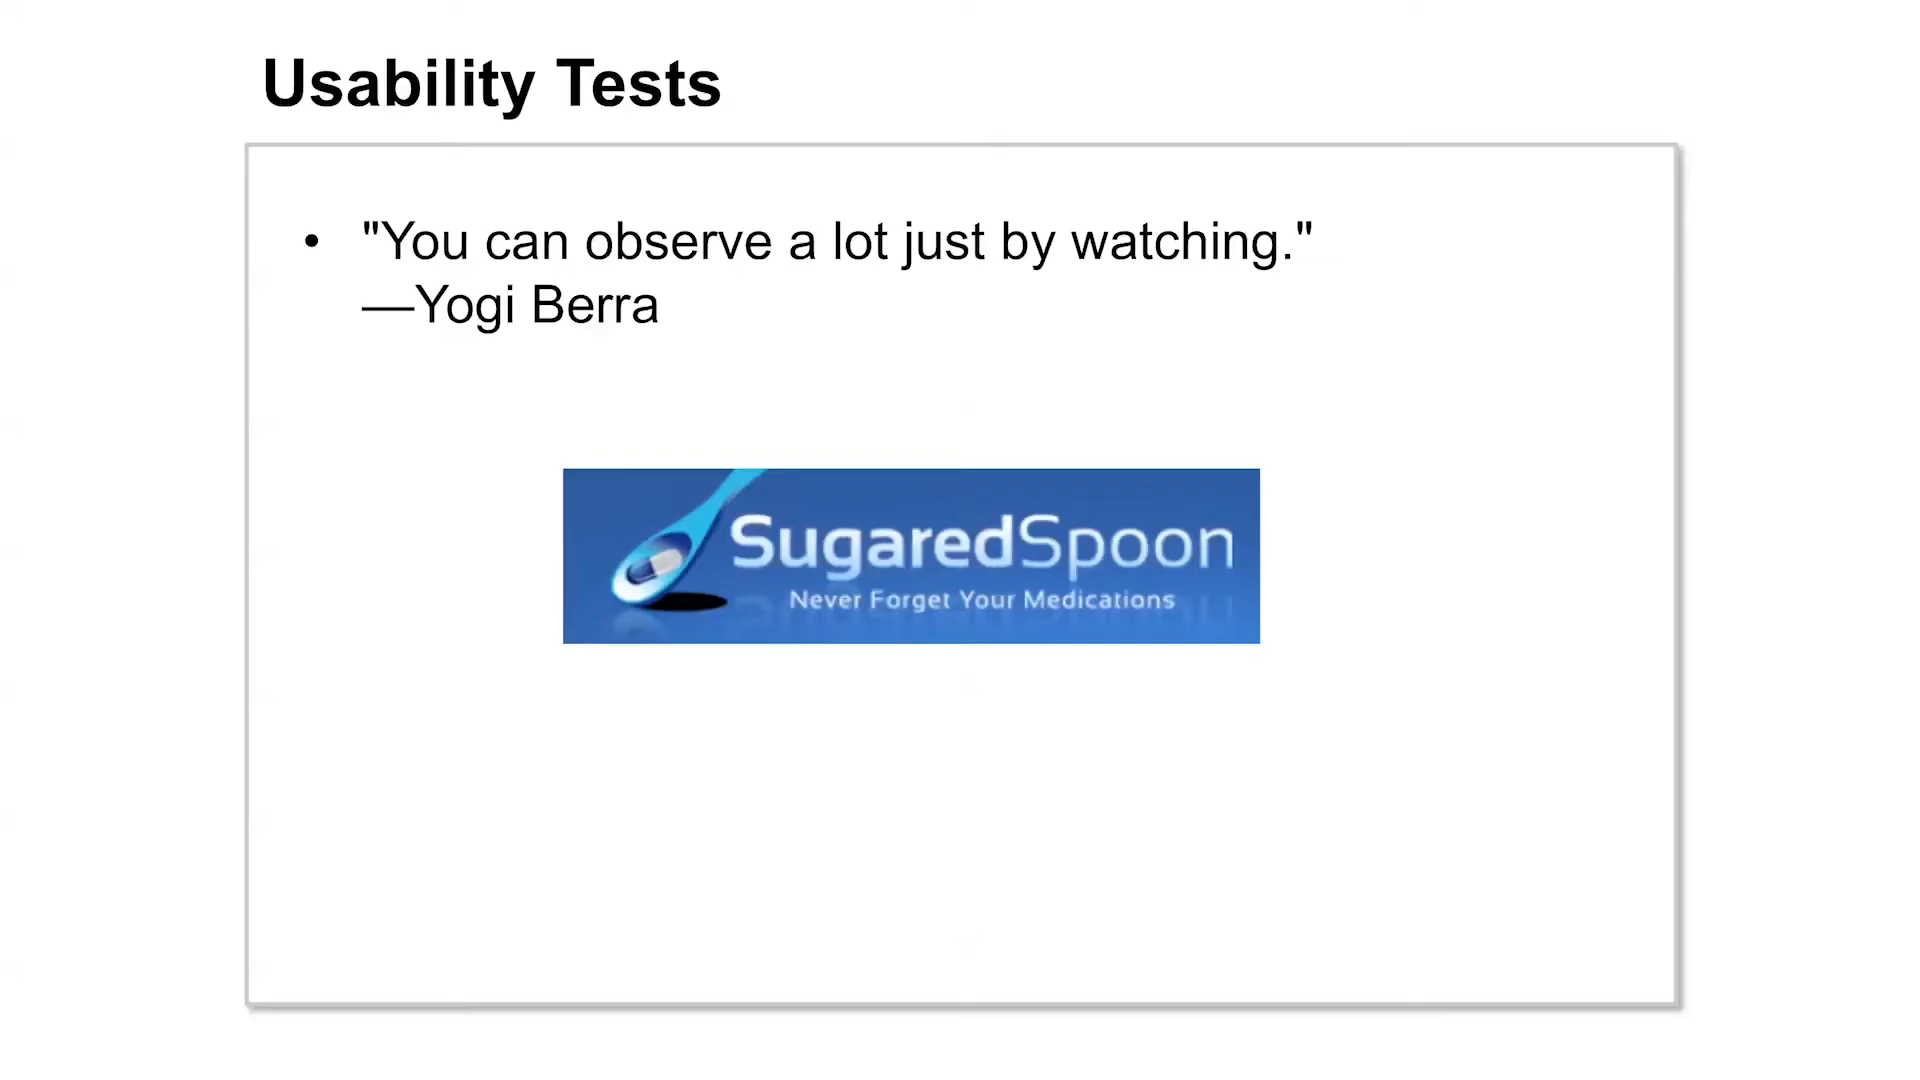 Usability Tests
• "You can observe a lot just by watching."
—Yogi Berra
SugaredSpoon
Never Forget Your Medications